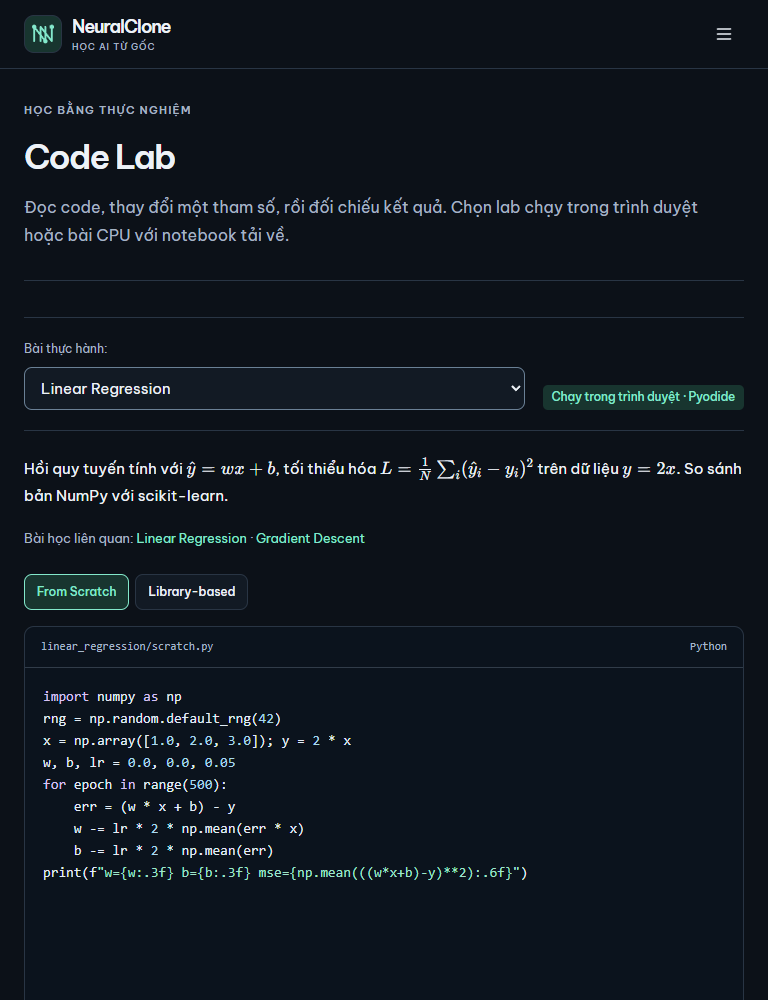 NeuralClone
HỌC AI TỪ GỐC
HỌC BẰNG THỰC NGHIỆM
Code Lab
Đọc code, thay đổi một tham số, rồi đối chiếu kết quả. Chọn lab chạy trong trình duyệt
hoặc bài CPU với notebook tải về.
Bài thực hành:
Linear Regression
Chạy trong trình duyệt · Pyodide
Hồi quy tuyến tính với ŷ = wx + b, tối thiểu hóa L = 1/N ∑ᵢ(ŷᵢ − yᵢ)² trên dữ liệu y = 2x. So sánh
bản NumPy với scikit-learn.
Bài học liên quan: Linear Regression · Gradient Descent
From Scratch
Library-based
linear_regression/scratch.py
Python
import numpy as np
rng = np.random.default_rng(42)
x = np.array([1.0, 2.0, 3.0]); y = 2 * x
w, b, lr = 0.0, 0.0, 0.05
for epoch in range(500):
    err = (w * x + b) - y
    w -= lr * 2 * np.mean(err * x)
    b -= lr * 2 * np.mean(err)
print(f"w={w:.3f} b={b:.3f} mse={np.mean(((w*x+b)-y)**2):.6f}")